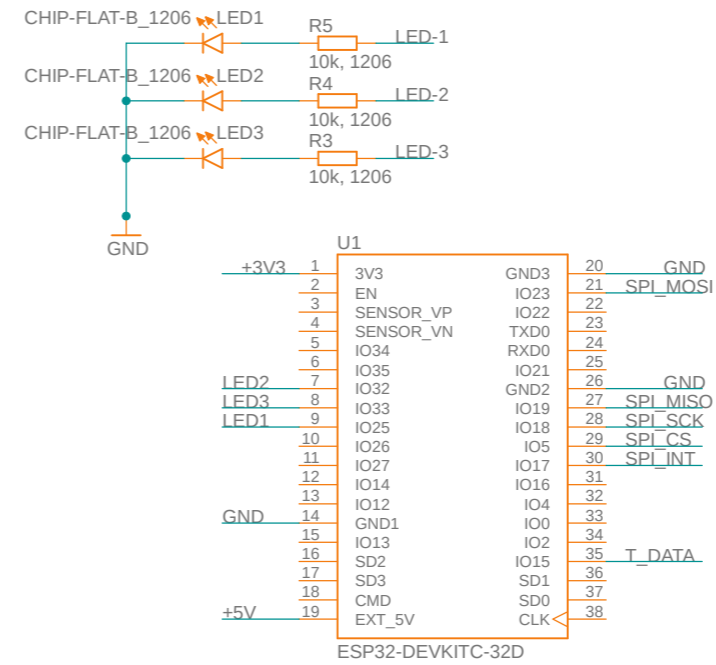 CHIP-FLAT-B_1206 LED1 R5 LED-1
10k, 1206
CHIP-FLAT-B_1206 LED2 R4 LED-2
10k, 1206
CHIP-FLAT-B_1206 LED3 R3 LED-3
10k, 1206
GND
U1
+3V3 1 3V3 GND3 20 GND
2 EN IO23 21 SPI_MOSI
3 SENSOR_VP IO22 22
4 SENSOR_VN TXD0 23
5 IO34 RXD0 24
6 IO35 IO21 25
LED2 7 IO32 GND2 26 GND
LED3 8 IO33 IO19 27 SPI_MISO
LED1 9 IO25 IO18 28 SPI_SCK
10 IO26 IO5 29 SPI_CS
11 IO27 IO17 30 SPI_INT
12 IO14 IO16 31
13 IO12 IO4 32
GND 14 GND1 IO0 33
15 IO13 IO2 34
16 SD2 IO15 35 T_DATA
17 SD3 SD1 36
18 CMD SD0 37
+5V 19 EXT_5V CLK 38
ESP32-DEVKITC-32D